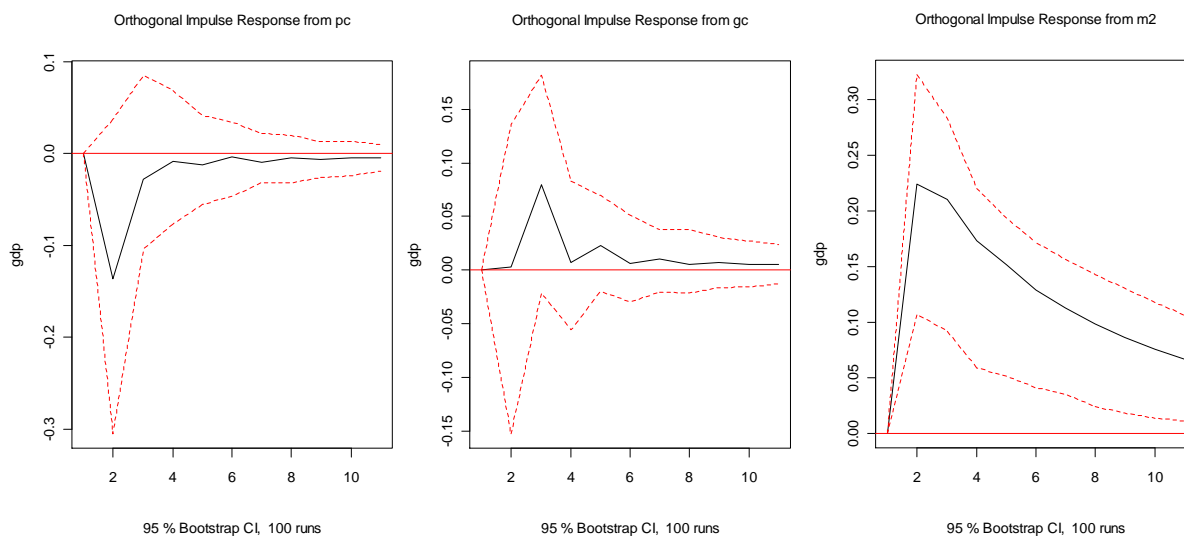 Orthogonal Impulse Response from pc
Orthogonal Impulse Response from gc
Orthogonal Impulse Response from m2
gdp
0.1
0.0
-0.1
-0.2
-0.3
2 4 6 8 10
95 % Bootstrap CI, 100 runs
gdp
0.15
0.10
0.05
0.00
-0.05
-0.10
-0.15
2 4 6 8 10
95 % Bootstrap CI, 100 runs
gdp
0.30
0.25
0.20
0.15
0.10
0.05
0.00
2 4 6 8 10
95 % Bootstrap CI, 100 runs